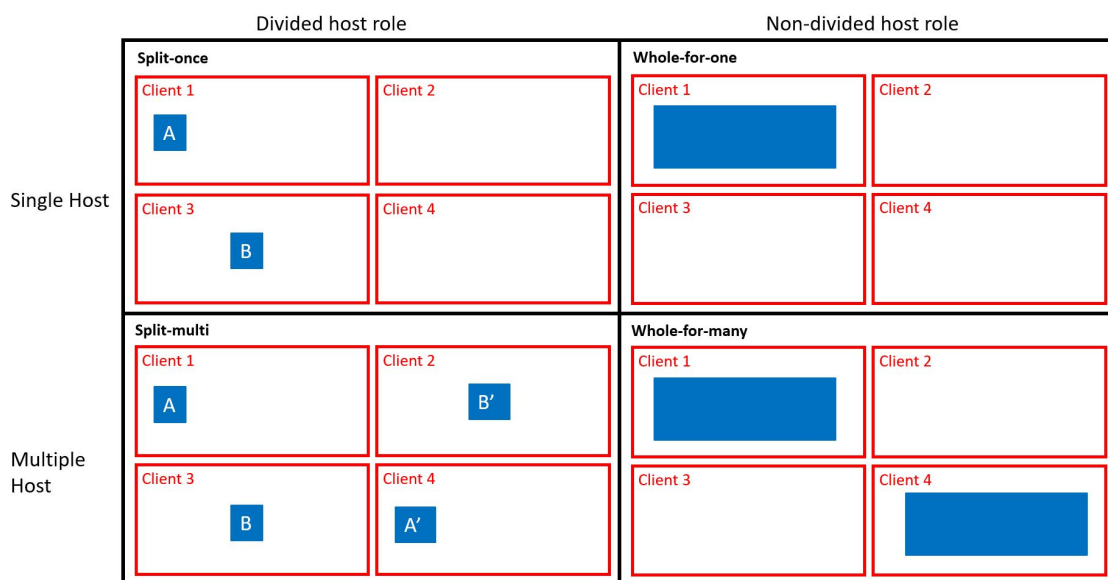 Divided host role
Non-divided host role
Single Host
Split-once
Client 1
A
Client 2
Client 3
B
Client 4
Whole-for-one
Client 1
Client 2
Client 3
Client 4
Multiple
Host
Split-multi
Client 1
A
Client 2
B’
Client 3
B
Client 4
A’
Whole-for-many
Client 1
Client 2
Client 3
Client 4